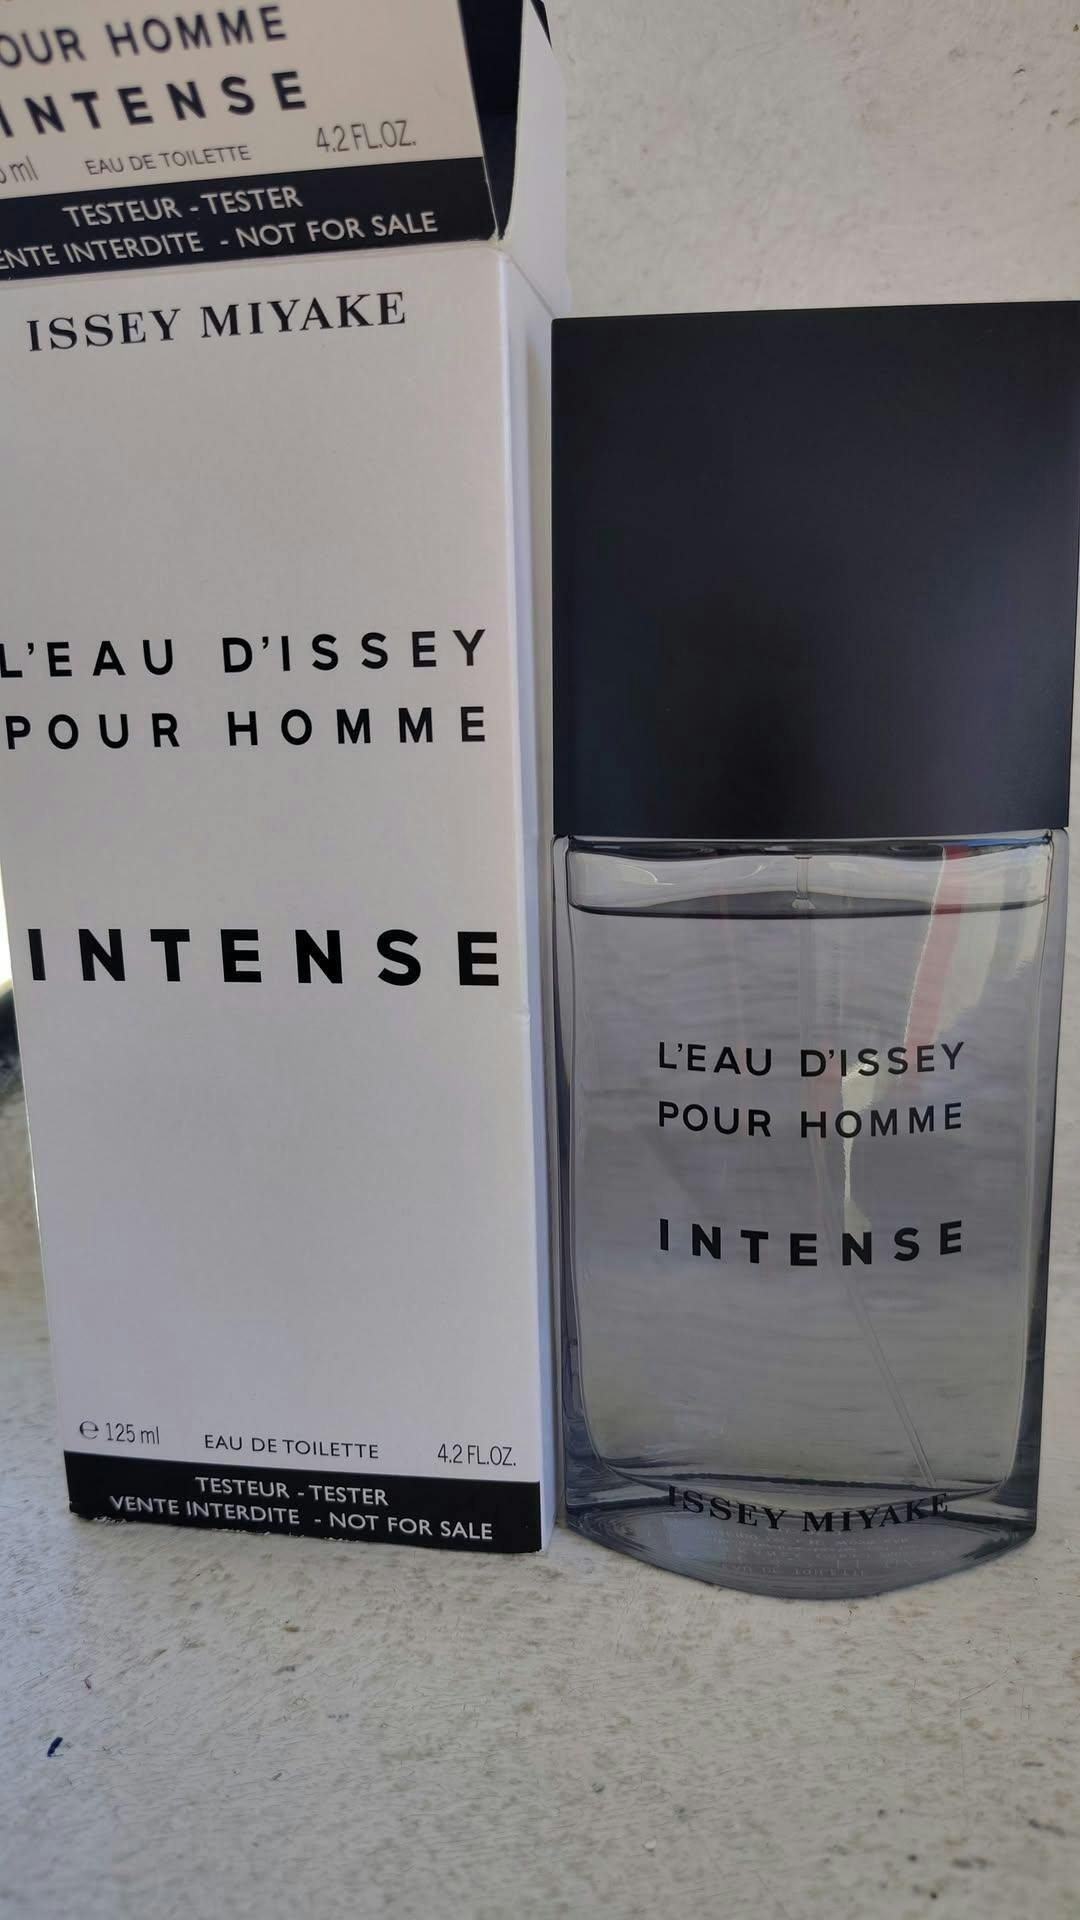 OUR HOMME
INTENSE
ml EAU DE TOILETTE 4.2 FL.OZ.
TESTEUR - TESTER
ENTE INTERDITE - NOT FOR SALE
ISSEY MIYAKE
L'EAU D'ISSEY
POUR HOMME
INTENSE
℮ 125 ml EAU DE TOILETTE 4.2 FL.OZ.
TESTEUR - TESTER
VENTE INTERDITE - NOT FOR SALE
L'EAU D'ISSEY
POUR HOMME
INTENSE
ISSEY MIYAKE